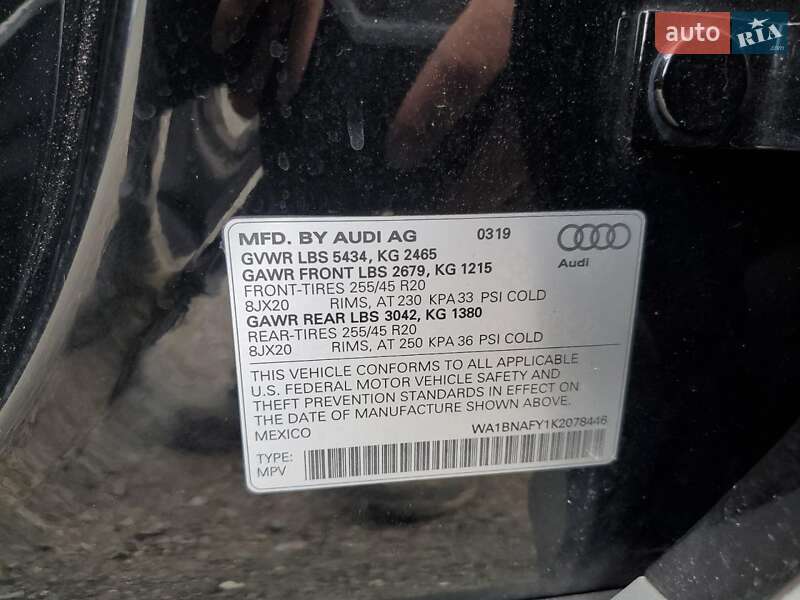 auto RIA
.com
MFD. BY AUDI AG 0319
Audi
GVWR LBS 5434, KG 2465
GAWR FRONT LBS 2679, KG 1215
FRONT-TIRES 255/45 R20
8JX20 RIMS, AT 230 KPA 33 PSI COLD
GAWR REAR LBS 3042, KG 1380
REAR-TIRES 255/45 R20
8JX20 RIMS, AT 250 KPA 36 PSI COLD
THIS VEHICLE CONFORMS TO ALL APPLICABLE
U.S. FEDERAL MOTOR VEHICLE SAFETY AND
THEFT PREVENTION STANDARDS IN EFFECT ON
THE DATE OF MANUFACTURE SHOWN ABOVE.
MEXICO WA1BNAFY1K2078446
TYPE:
MPV